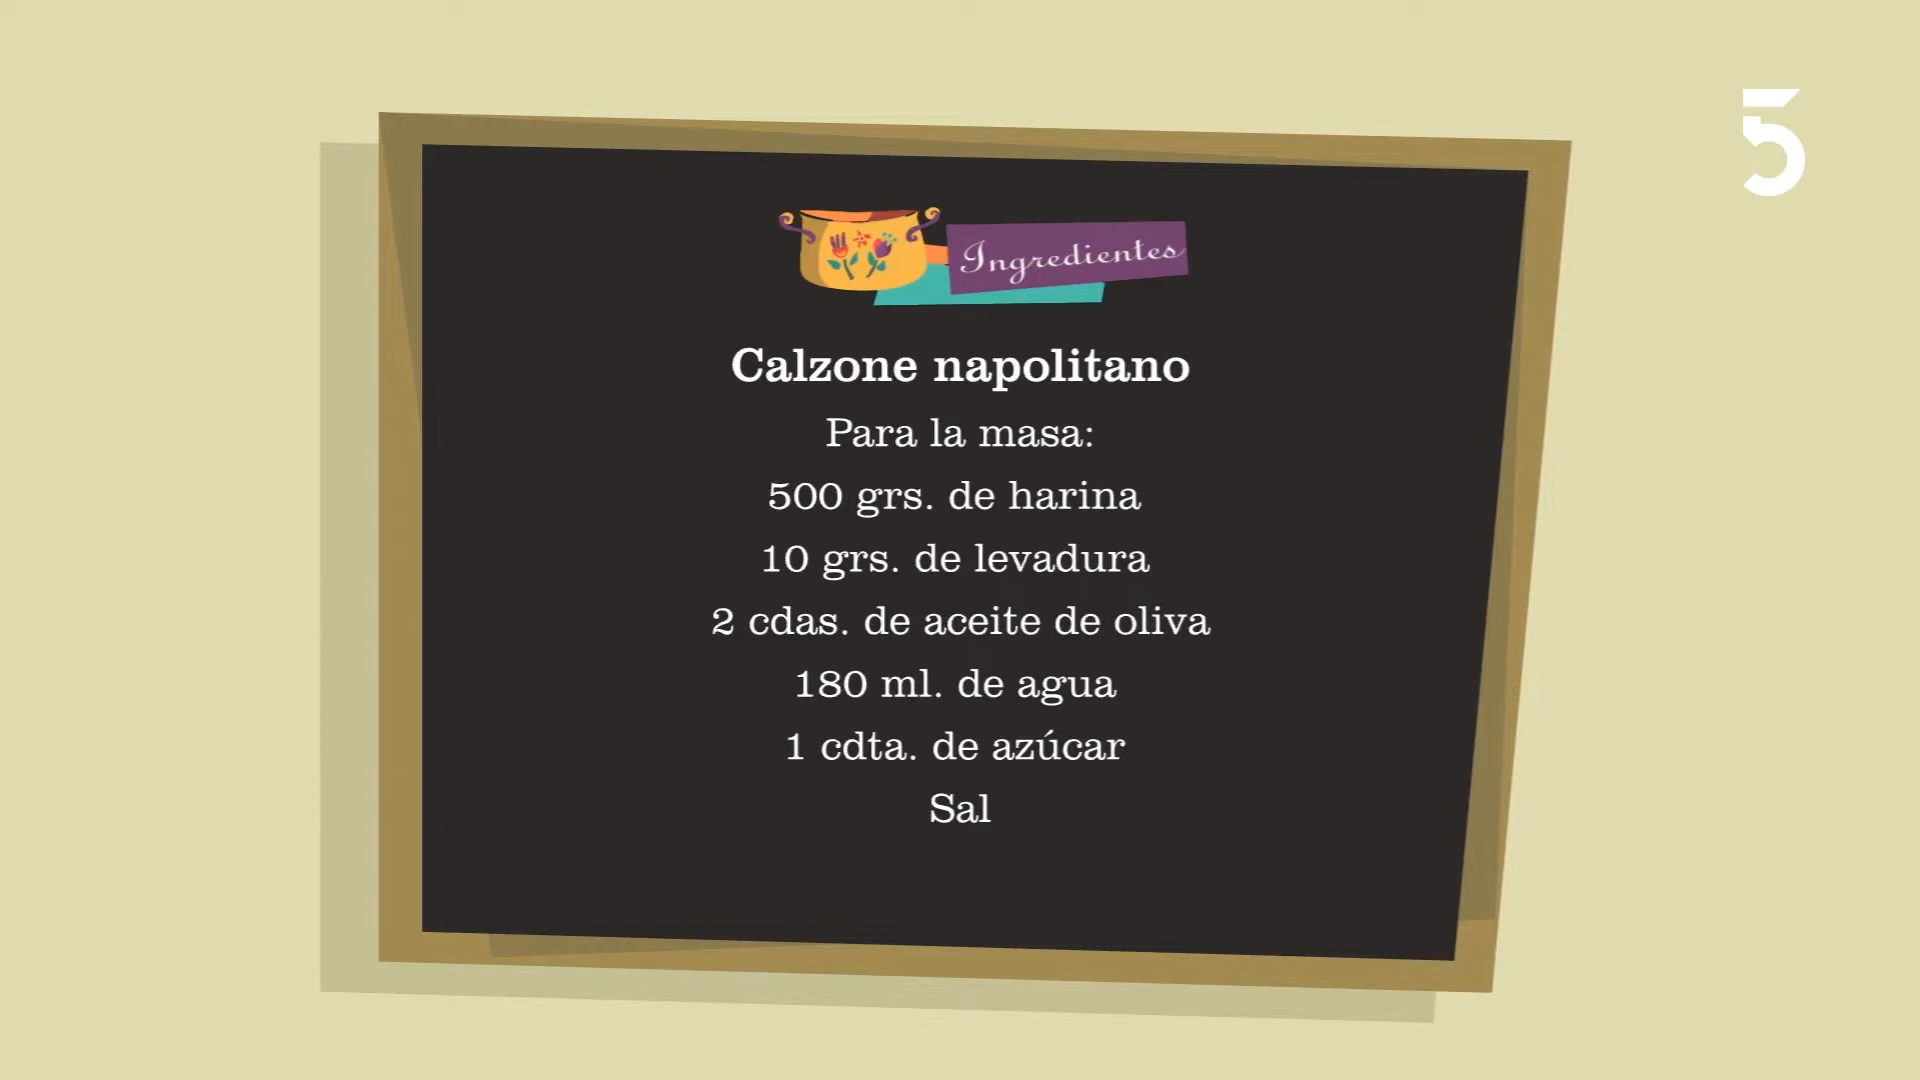 5
Ingredientes
Calzone napolitano
Para la masa:
500 grs. de harina
10 grs. de levadura
2 cdas. de aceite de oliva
180 ml. de agua
1 cdta. de azúcar
Sal